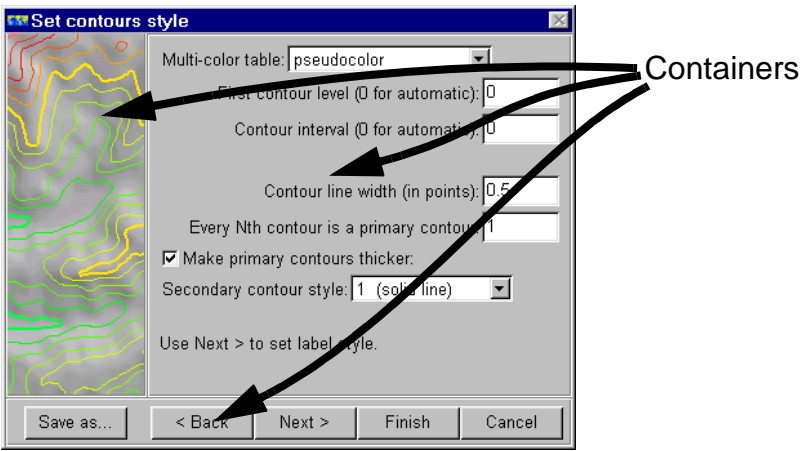 Set contours style
Multi-color table: pseudocolor
First contour level (0 for automatic): 0
Contour interval (0 for automatic): 0
Contour line width (in points): 0.5
Every Nth contour is a primary contour: 1
Make primary contours thicker:
Secondary contour style: 1 (solid line)
Use Next > to set label style.
Save as... < Back Next > Finish Cancel
Containers